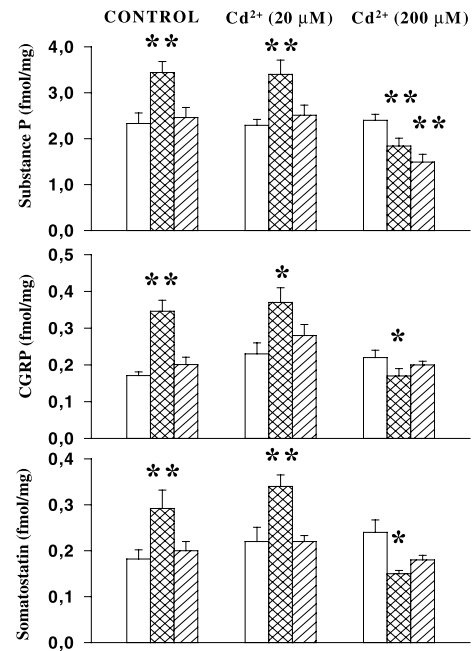 CONTROL Cd²⁺ (20 μM) Cd²⁺ (200 μM)
Substance P (fmol/mg)
4,0
3,0
2,0
1,0
0,0
** ** ** **
CGRP (fmol/mg)
0,5
0,4
0,3
0,2
0,1
0,0
** * *
Somatostatin (fmol/mg)
0,4
0,3
0,2
0,1
0,0
** ** *